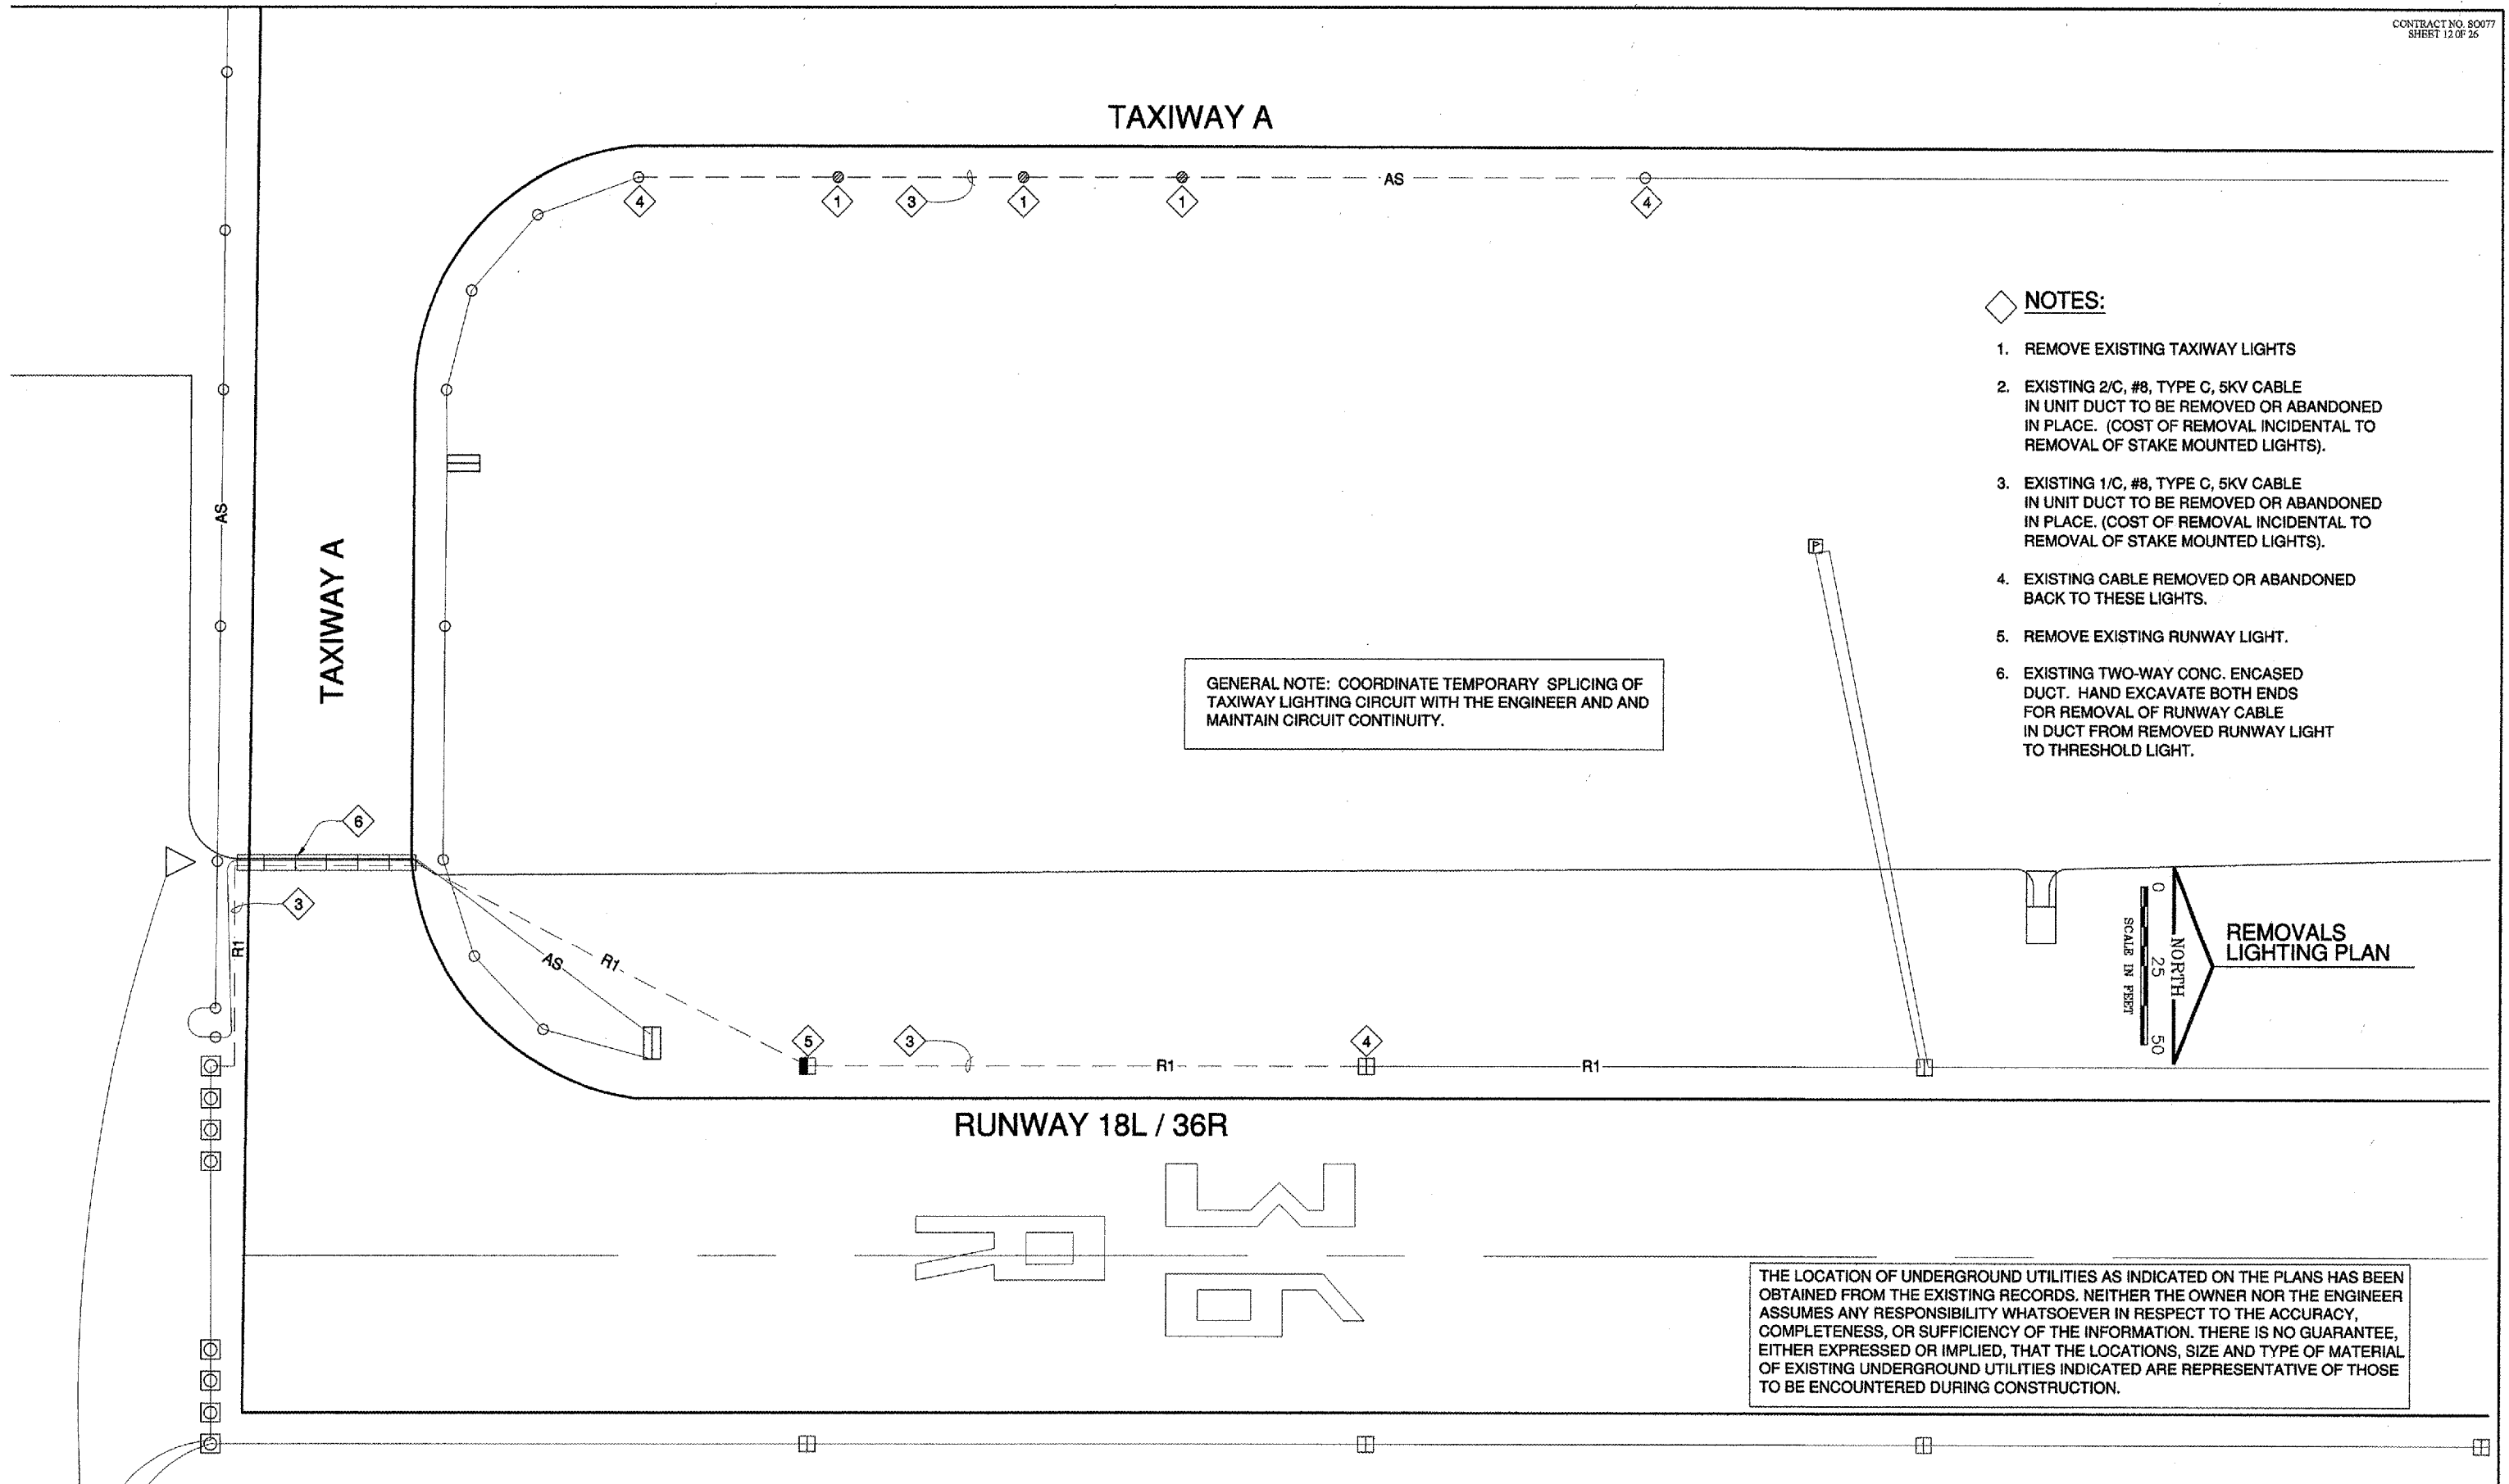 CONTRACT NO. SO077
SHEET 12 OF 26
TAXIWAY A
AS
4
1
3
1
1
4
NOTES:
1. REMOVE EXISTING TAXIWAY LIGHTS
2. EXISTING 2/C, #8, TYPE C, 5KV CABLE
IN UNIT DUCT TO BE REMOVED OR ABANDONED
IN PLACE. (COST OF REMOVAL INCIDENTAL TO
REMOVAL OF STAKE MOUNTED LIGHTS).
3. EXISTING 1/C, #8, TYPE C, 5KV CABLE
IN UNIT DUCT TO BE REMOVED OR ABANDONED
IN PLACE. (COST OF REMOVAL INCIDENTAL TO
REMOVAL OF STAKE MOUNTED LIGHTS).
4. EXISTING CABLE REMOVED OR ABANDONED
BACK TO THESE LIGHTS.
5. REMOVE EXISTING RUNWAY LIGHT.
6. EXISTING TWO-WAY CONC. ENCASED
DUCT. HAND EXCAVATE BOTH ENDS
FOR REMOVAL OF RUNWAY CABLE
IN DUCT FROM REMOVED RUNWAY LIGHT
TO THRESHOLD LIGHT.
AS
TAXIWAY A
P
GENERAL NOTE: COORDINATE TEMPORARY SPLICING OF
TAXIWAY LIGHTING CIRCUIT WITH THE ENGINEER AND AND
MAINTAIN CIRCUIT CONTINUITY.
6
3
R1
AS
R1
5
3
R1
4
R1
0 25 50
SCALE IN FEET
NORTH
REMOVALS
LIGHTING PLAN
RUNWAY 18L / 36R
36
R
THE LOCATION OF UNDERGROUND UTILITIES AS INDICATED ON THE PLANS HAS BEEN
OBTAINED FROM THE EXISTING RECORDS. NEITHER THE OWNER NOR THE ENGINEER
ASSUMES ANY RESPONSIBILITY WHATSOEVER IN RESPECT TO THE ACCURACY,
COMPLETENESS, OR SUFFICIENCY OF THE INFORMATION. THERE IS NO GUARANTEE,
EITHER EXPRESSED OR IMPLIED, THAT THE LOCATIONS, SIZE AND TYPE OF MATERIAL
OF EXISTING UNDERGROUND UTILITIES INDICATED ARE REPRESENTATIVE OF THOSE
TO BE ENCOUNTERED DURING CONSTRUCTION.